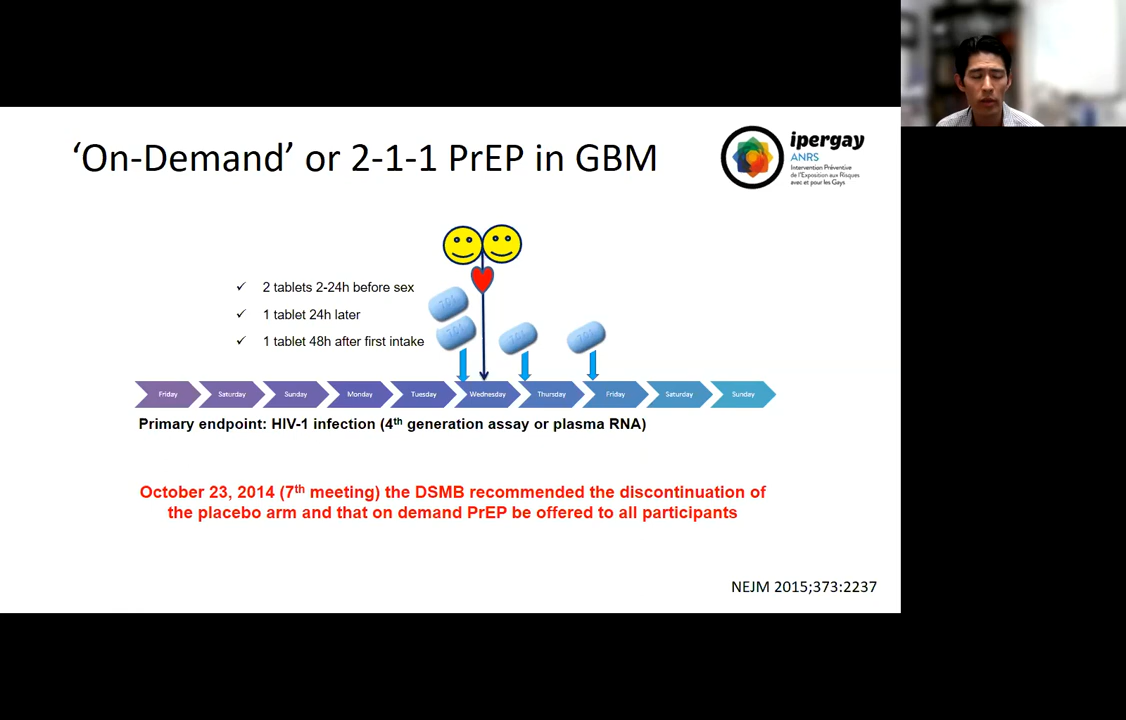 ‘On-Demand’ or 2-1-1 PrEP in GBM
ipergay
ANRS
Intervention Préventive
de l'Exposition aux Risques
avec et pour les Gays
✓ 2 tablets 2-24h before sex
✓ 1 tablet 24h later
✓ 1 tablet 48h after first intake
Friday Saturday Sunday Monday Tuesday Wednesday Thursday Friday Saturday Sunday
Primary endpoint: HIV-1 infection (4th generation assay or plasma RNA)
October 23, 2014 (7th meeting) the DSMB recommended the discontinuation of
the placebo arm and that on demand PrEP be offered to all participants
NEJM 2015;373:2237